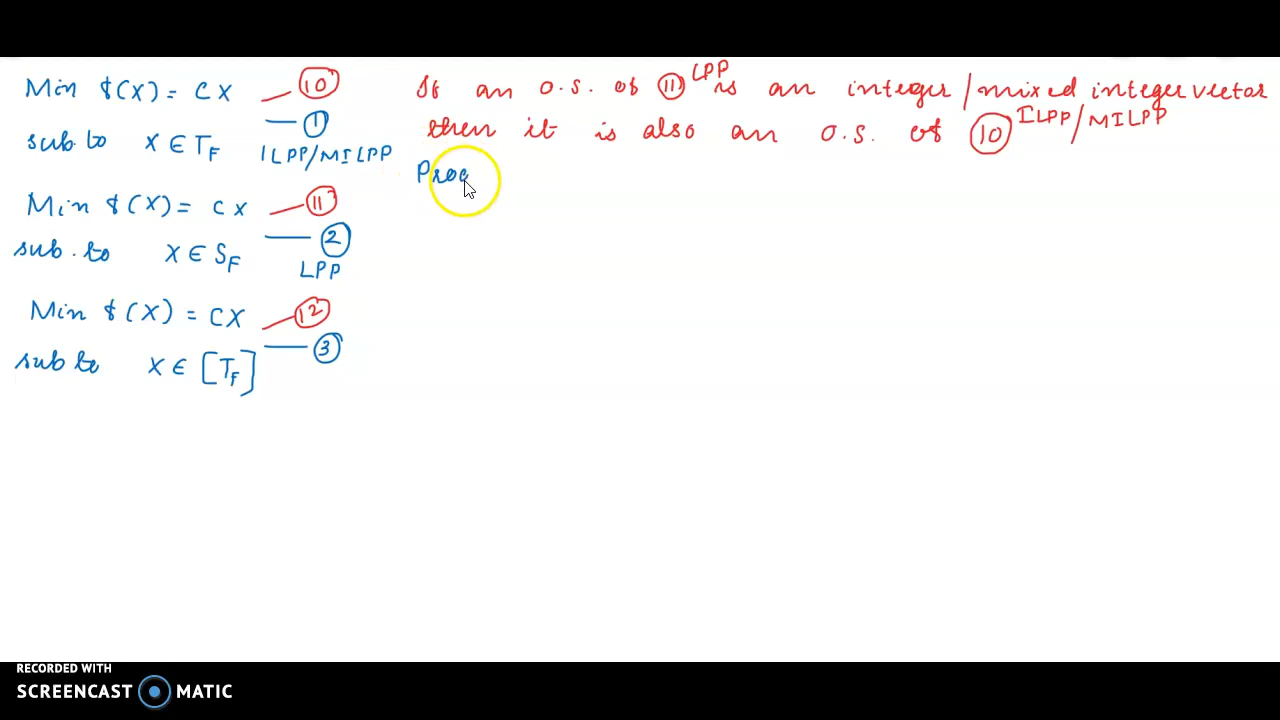 Min f(X) = CX — 10
— 1
sub. to X ∈ T_F ILPP/MILPP
Min f(X) = CX — 11
— 2
sub. to X ∈ S_F LPP
Min f(X) = CX — 12
— 3
sub to X ∈ [T_F]
If an o.s. of 11 LPP is an integer/mixed integer vector
then it is also an o.s. of 10 ILPP/MILPP
Proo
RECORDED WITH
SCREENCAST MATIC